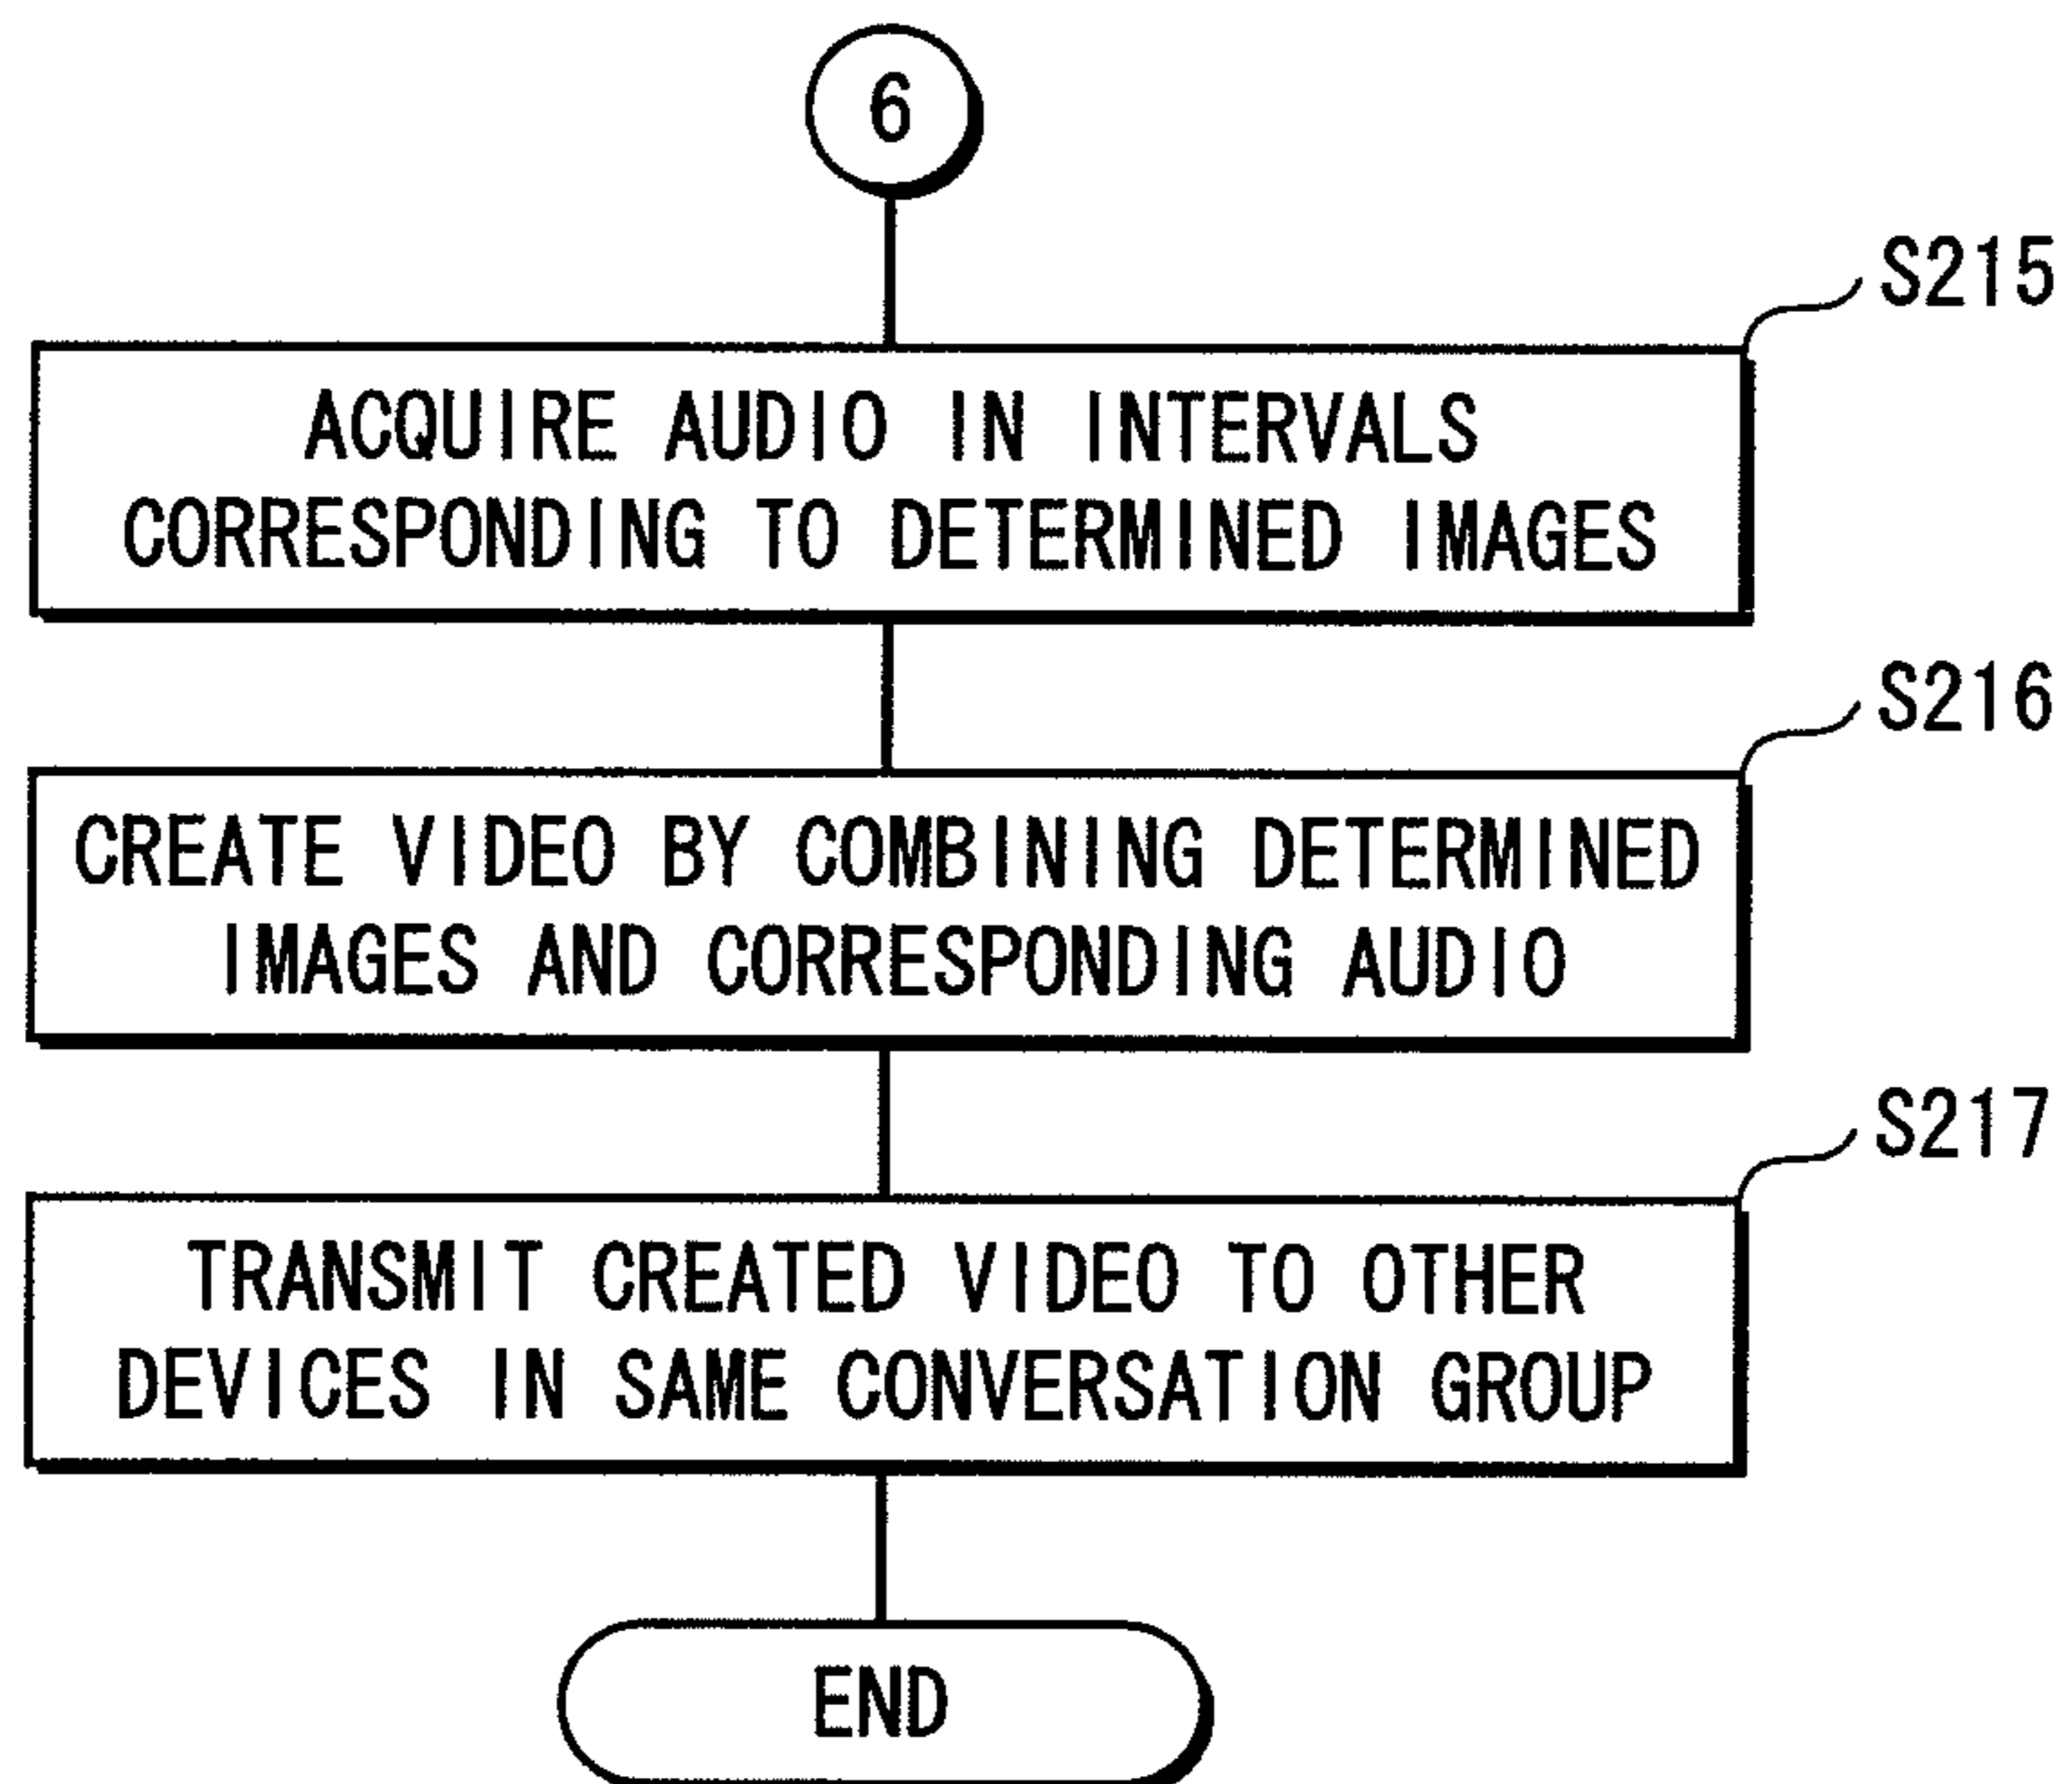 6
S215
ACQUIRE AUDIO IN INTERVALS
CORRESPONDING TO DETERMINED IMAGES
S216
CREATE VIDEO BY COMBINING DETERMINED
IMAGES AND CORRESPONDING AUDIO
S217
TRANSMIT CREATED VIDEO TO OTHER
DEVICES IN SAME CONVERSATION GROUP
END